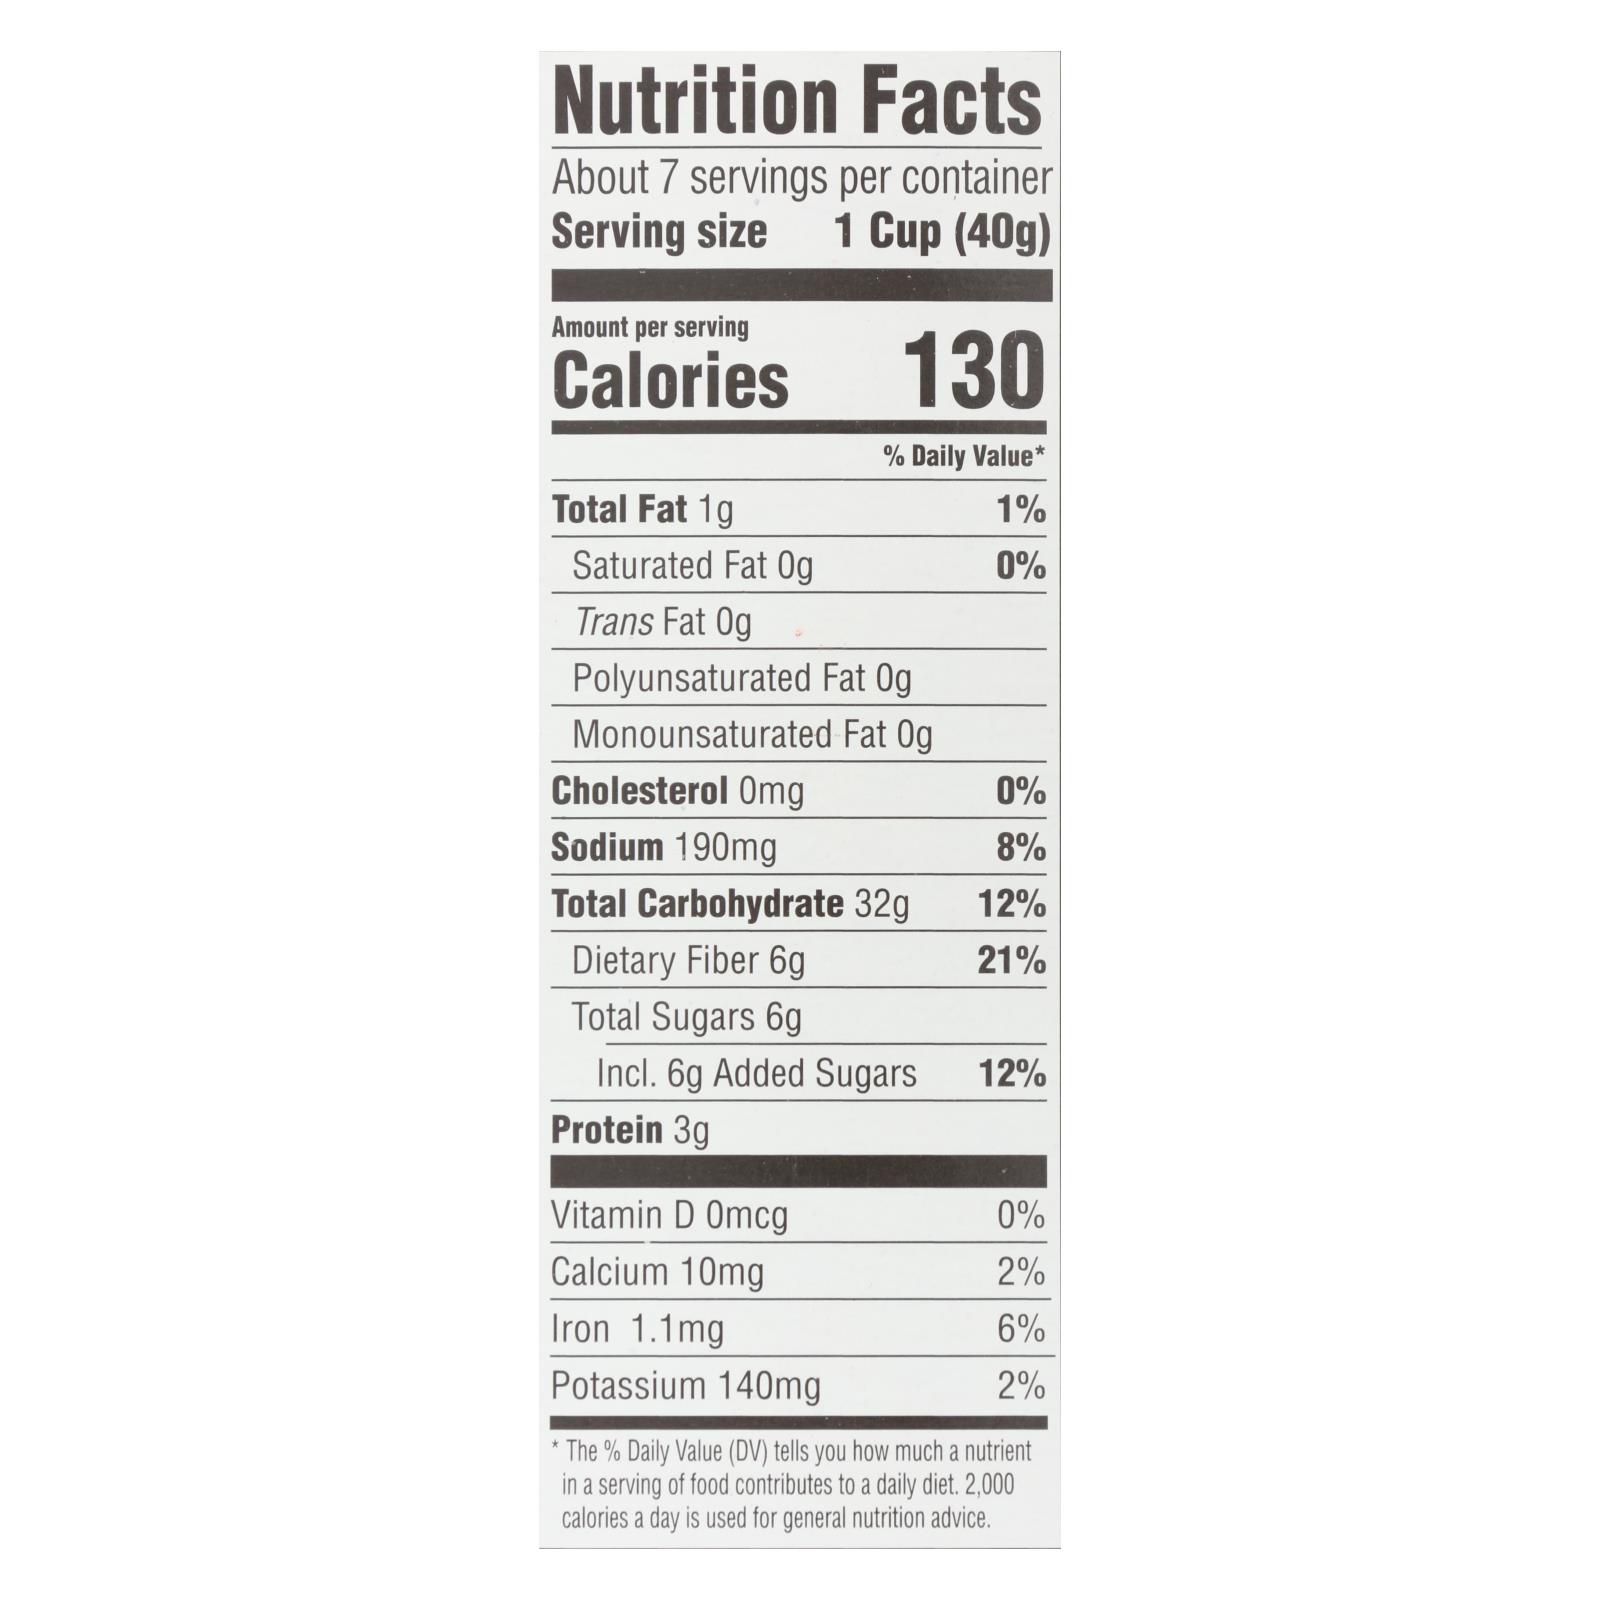 Nutrition Facts
About 7 servings per container
Serving size 1 Cup (40g)
Amount per serving
Calories 130
% Daily Value*
Total Fat 1g 1%
Saturated Fat 0g 0%
Trans Fat 0g
Polyunsaturated Fat 0g
Monounsaturated Fat 0g
Cholesterol 0mg 0%
Sodium 190mg 8%
Total Carbohydrate 32g 12%
Dietary Fiber 6g 21%
Total Sugars 6g
Incl. 6g Added Sugars 12%
Protein 3g
Vitamin D 0mcg 0%
Calcium 10mg 2%
Iron 1.1mg 6%
Potassium 140mg 2%
* The % Daily Value (DV) tells you how much a nutrient
in a serving of food contributes to a daily diet. 2,000
calories a day is used for general nutrition advice.